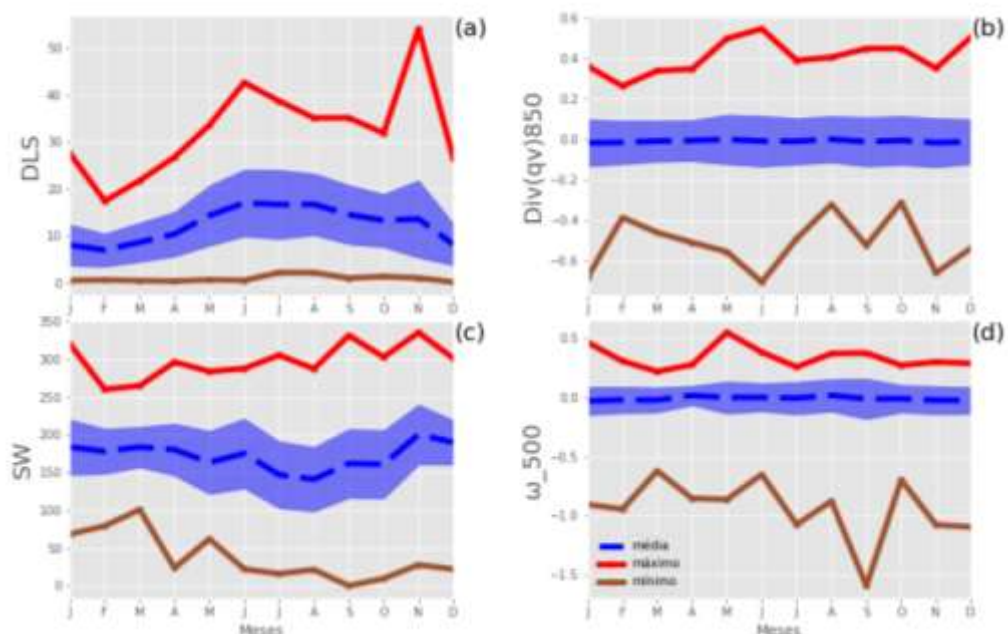 (a)
DLS
50
40
30
20
10
0
J F M A M J J A S O N D
(b)
Div(qv)850
0.6
0.4
0.2
0.0
−0.2
−0.4
−0.6
J F M A M J J A S O N D
(c)
SW
350
300
250
200
150
100
50
0
J F M A M J J A S O N D
Meses
(d)
ω_500
0.5
0.0
−0.5
−1.0
−1.5
média
máximo
mínimo
J F M A M J J A S O N D
Meses